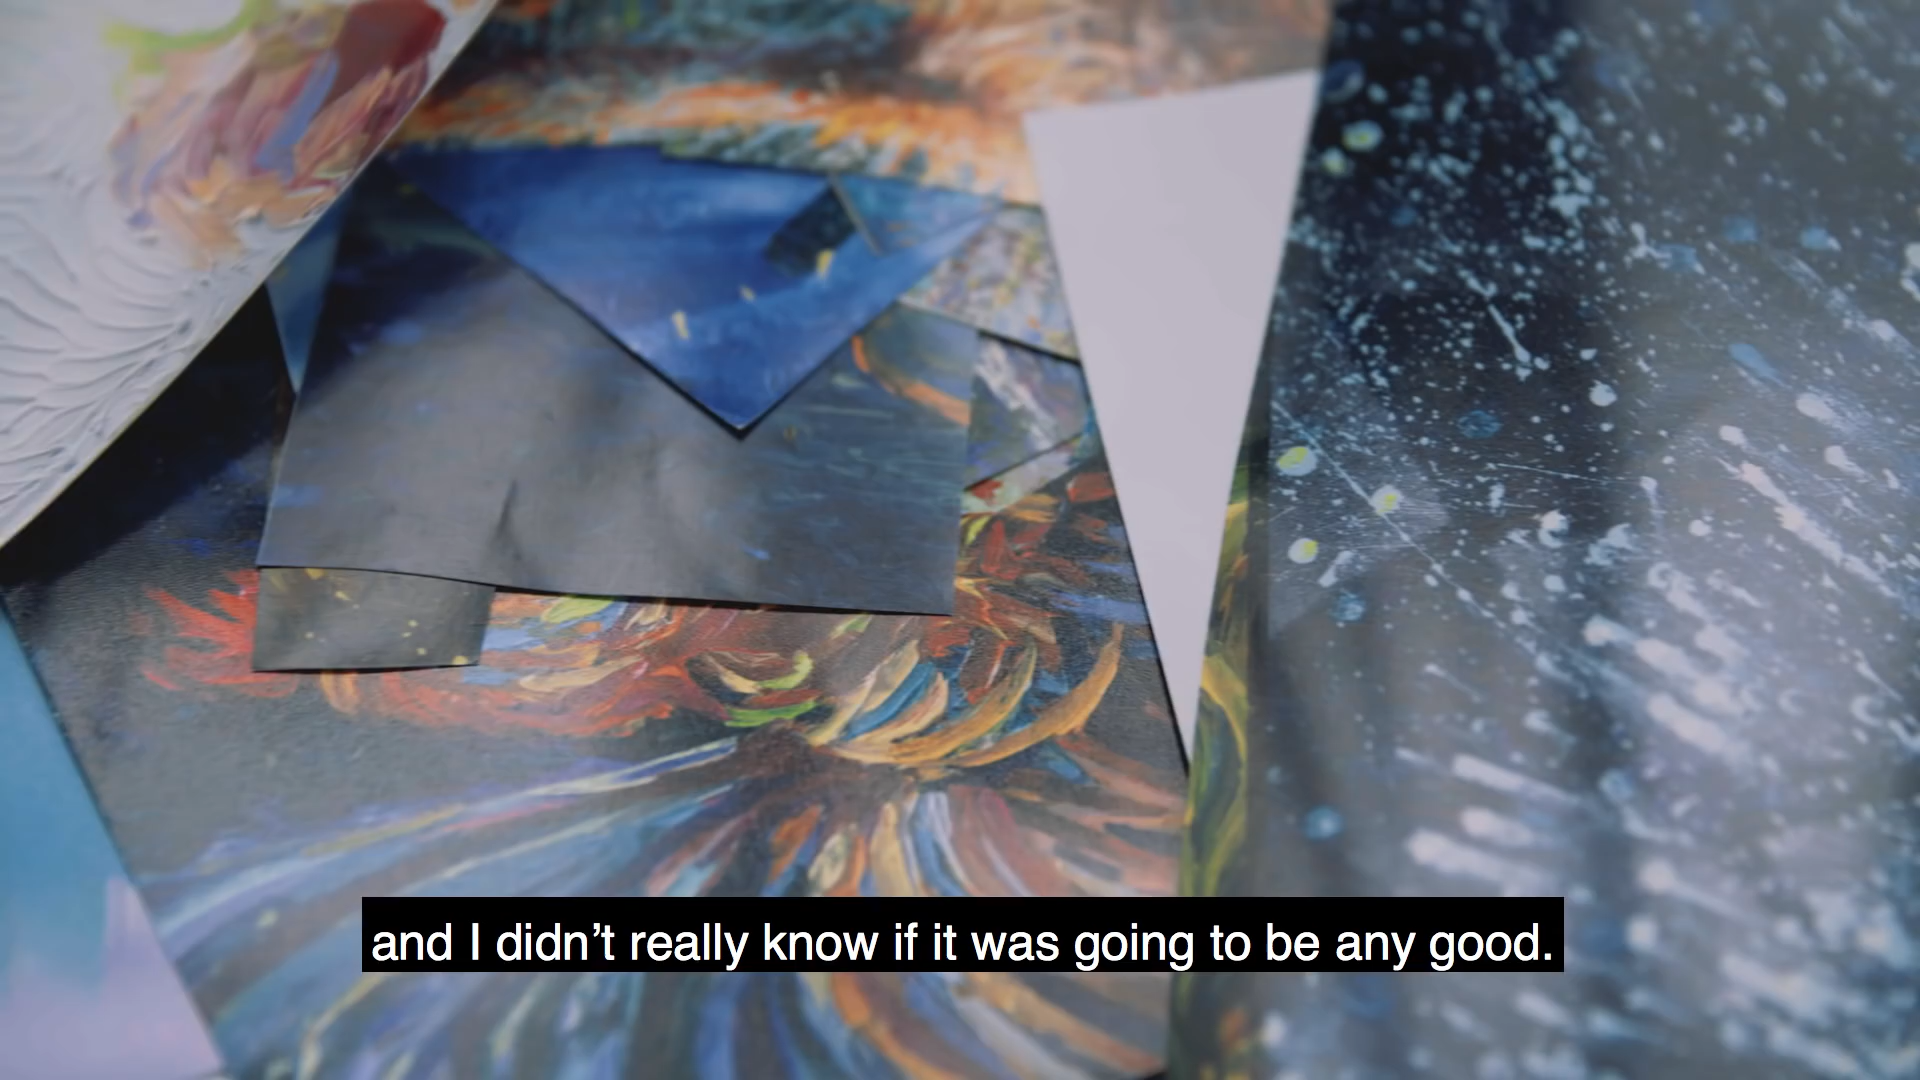 and I didn’t really know if it was going to be any good.